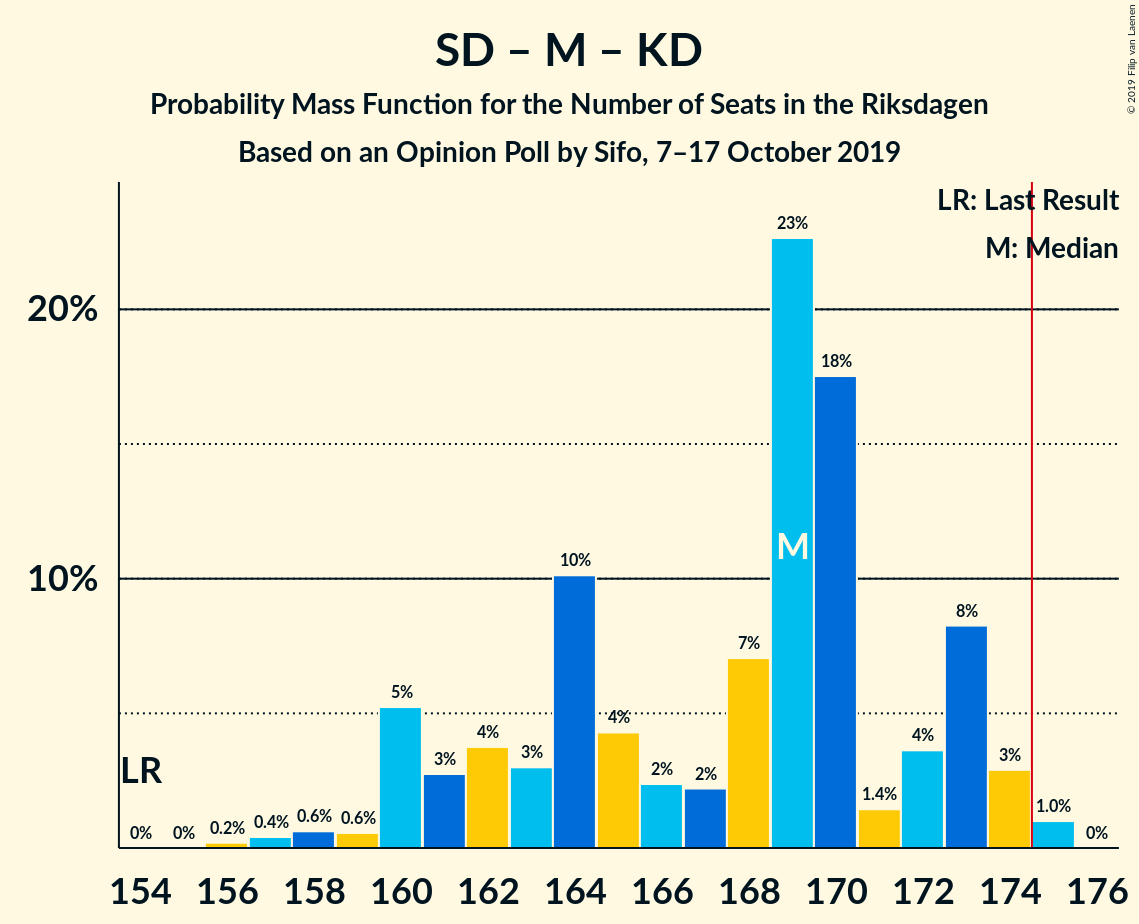 SD – M – KD
Probability Mass Function for the Number of Seats in the Riksdagen
Based on an Opinion Poll by Sifo, 7–17 October 2019
© 2019 Filip van Laenen
LR: Last Result
M: Median
20%
10%
LR
0% 0% 0.2% 0.4% 0.6% 0.6% 5% 3% 4% 3% 10% 4% 2% 2% 7% 23% 18% 1.4% 4% 8% 3% 1.0% 0%
M
154 156 158 160 162 164 166 168 170 172 174 176